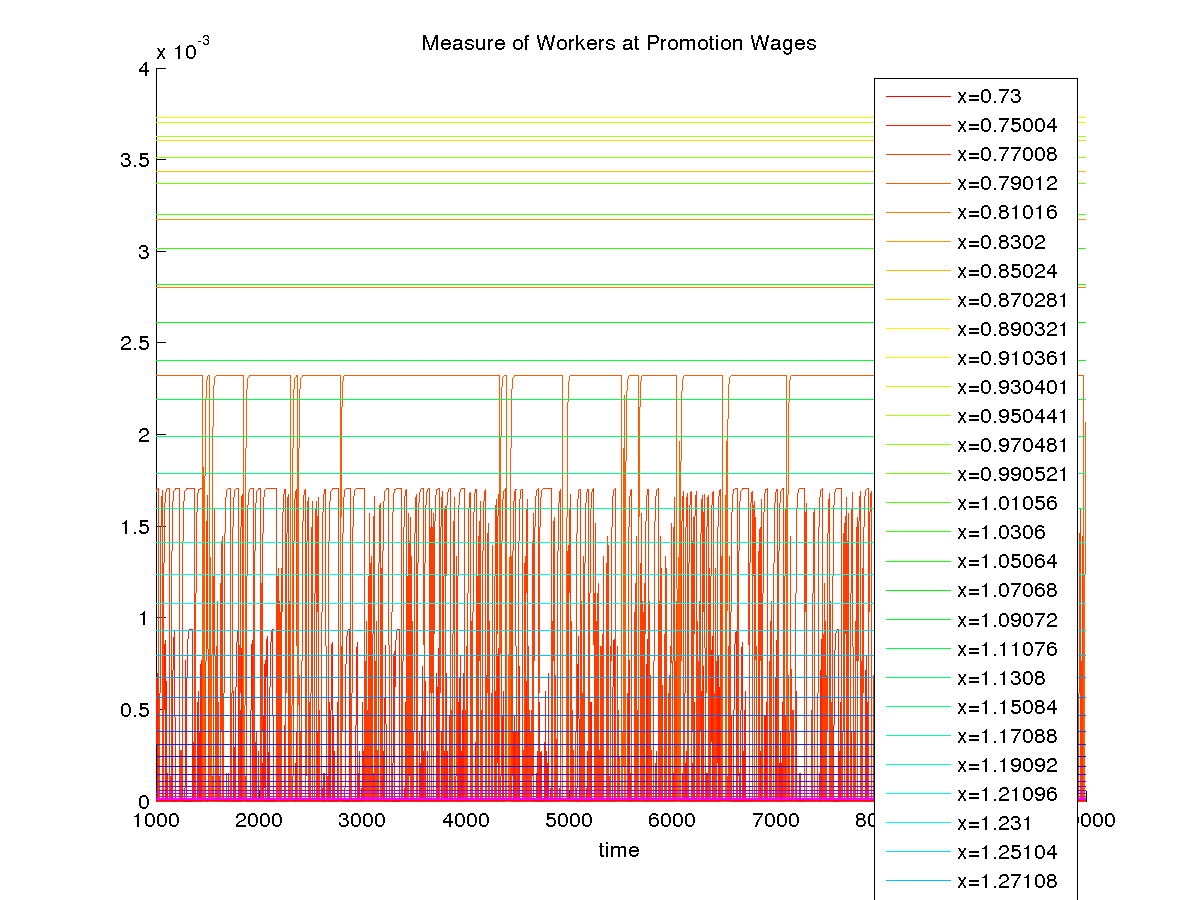 Measure of Workers at Promotion Wages
x 10-3
4
3.5
3
2.5
2
1.5
1
0.5
0
1000 2000 3000 4000 5000 6000 7000 80 0000
time
x=0.73
x=0.75004
x=0.77008
x=0.79012
x=0.81016
x=0.8302
x=0.85024
x=0.870281
x=0.890321
x=0.910361
x=0.930401
x=0.950441
x=0.970481
x=0.990521
x=1.01056
x=1.0306
x=1.05064
x=1.07068
x=1.09072
x=1.11076
x=1.1308
x=1.15084
x=1.17088
x=1.19092
x=1.21096
x=1.231
x=1.25104
x=1.27108